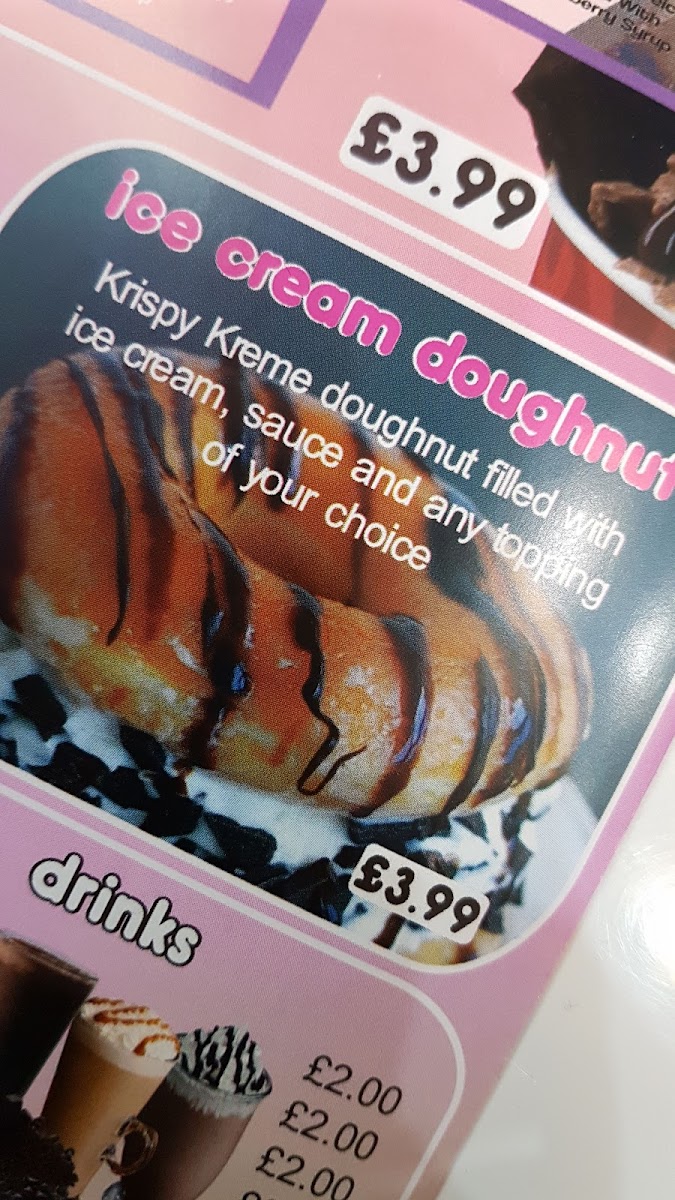 With
Syrup
£3.99
ice cream doughnut
Krispy Kreme doughnut filled with
ice cream, sauce and any topping
of your choice
£3.99
drinks
£2.00
£2.00
£2.00